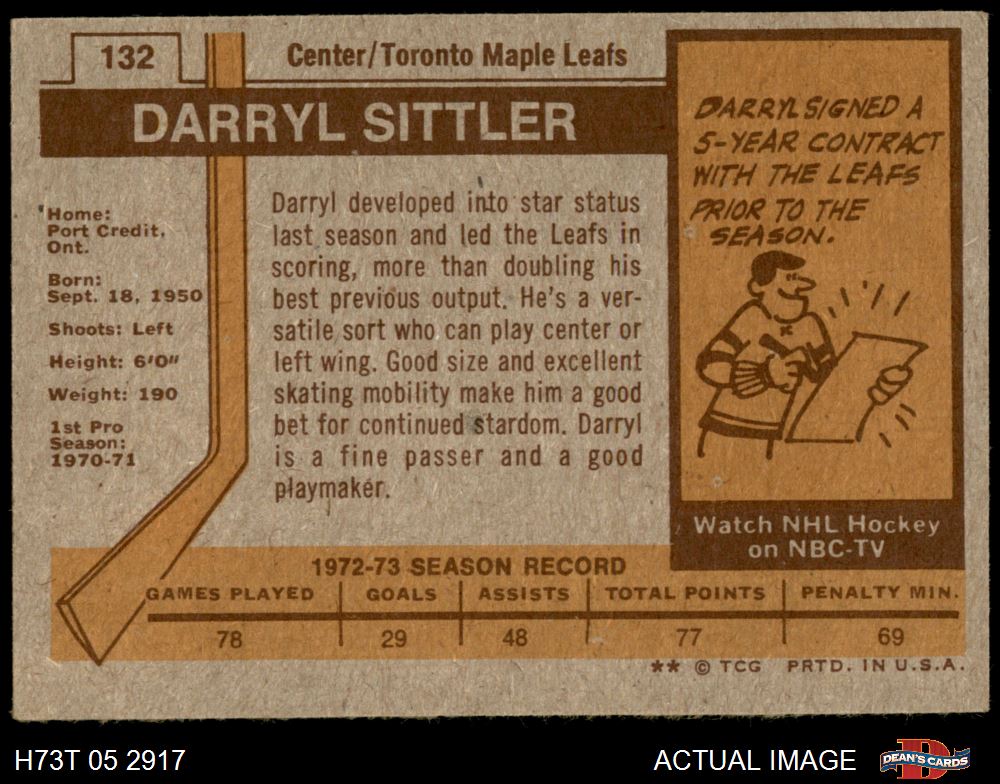 132
Center/Toronto Maple Leafs
DARRYL SITTLER
Home:
Port Credit,
Ont.
Born:
Sept. 18, 1950
Shoots: Left
Height: 6'0"
Weight: 190
1st Pro
Season:
1970-71
Darryl developed into star status
last season and led the Leafs in
scoring, more than doubling his
best previous output. He's a ver-
satile sort who can play center or
left wing. Good size and excellent
skating mobility make him a good
bet for continued stardom. Darryl
is a fine passer and a good
playmaker.
DARRYL SIGNED A
5-YEAR CONTRACT
WITH THE LEAFS
PRIOR TO THE
SEASON.
Watch NHL Hockey
on NBC-TV
1972-73 SEASON RECORD
GAMES PLAYED GOALS ASSISTS TOTAL POINTS PENALTY MIN.
78 29 48 77 69
** © TCG PRTD. IN U.S.A.
H73T 05 2917 ACTUAL IMAGE DEAN'S CARDS